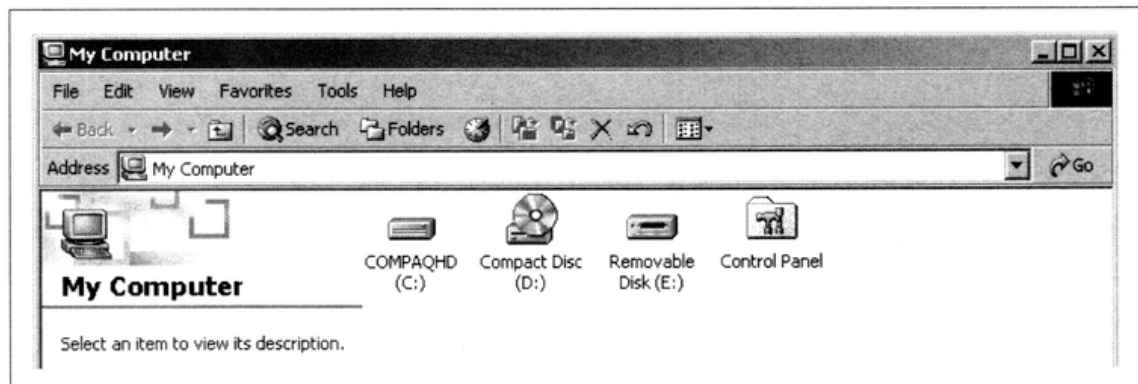 My Computer
File Edit View Favorites Tools Help
Back Search Folders
Address My Computer Go
COMPAQHD Compact Disc Removable Control Panel
(C:) (D:) Disk (E:)
My Computer
Select an item to view its description.